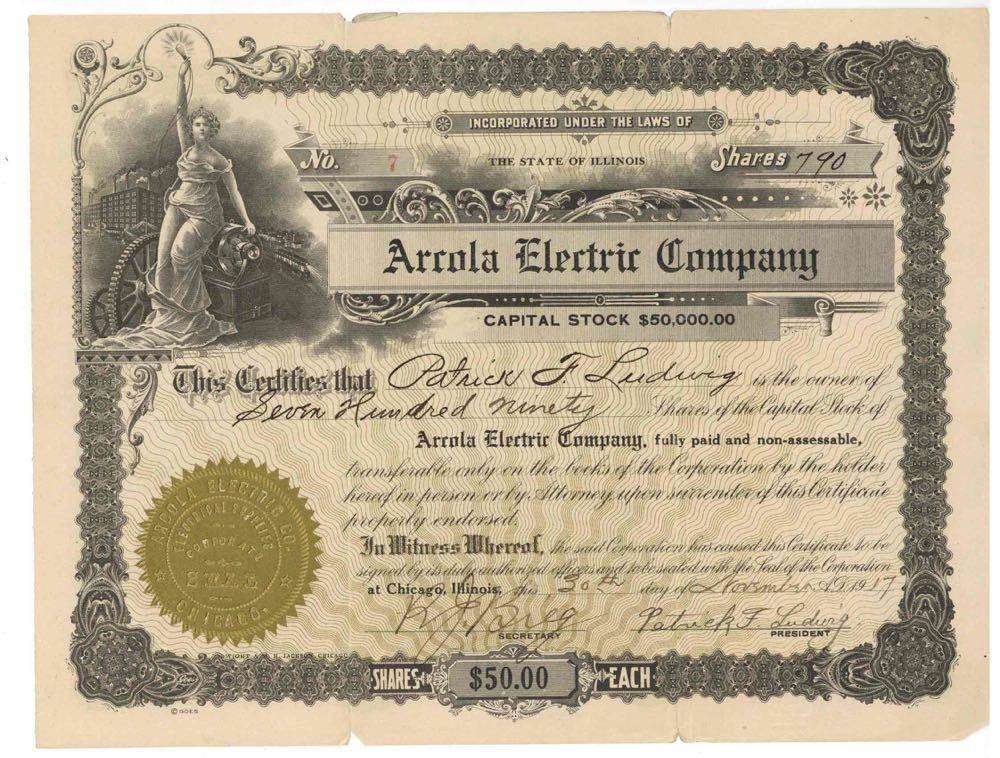 INCORPORATED UNDER THE LAWS OF
No. 7 THE STATE OF ILLINOIS Shares 790
Arcola Electric Company
CAPITAL STOCK $50,000.00
This Certifies that Patrick F. Ludwig is the owner of
Seven Hundred ninety Shares of the Capital Stock of
Arcola Electric Company, fully paid and non-assessable,
transferable only on the books of the Corporation by the holder
hereof in person or by Attorney upon surrender of this Certificate
properly endorsed.
In Witness Whereof, the said Corporation has caused this Certificate to be
signed by its duly authorized officers and to be sealed with the Seal of the Corporation
at Chicago, Illinois, this 30th day of November A.D. 1917
Patrick F. Ludwig
SECRETARY
PRESIDENT
ARCOLA ELECTRIC CO.
ELECTRICAL SUPPLIES
CORPORATE
SEAL
CHICAGO.
H. JACKSON, CHICAGO
SHARES $50.00 EACH
© GOES